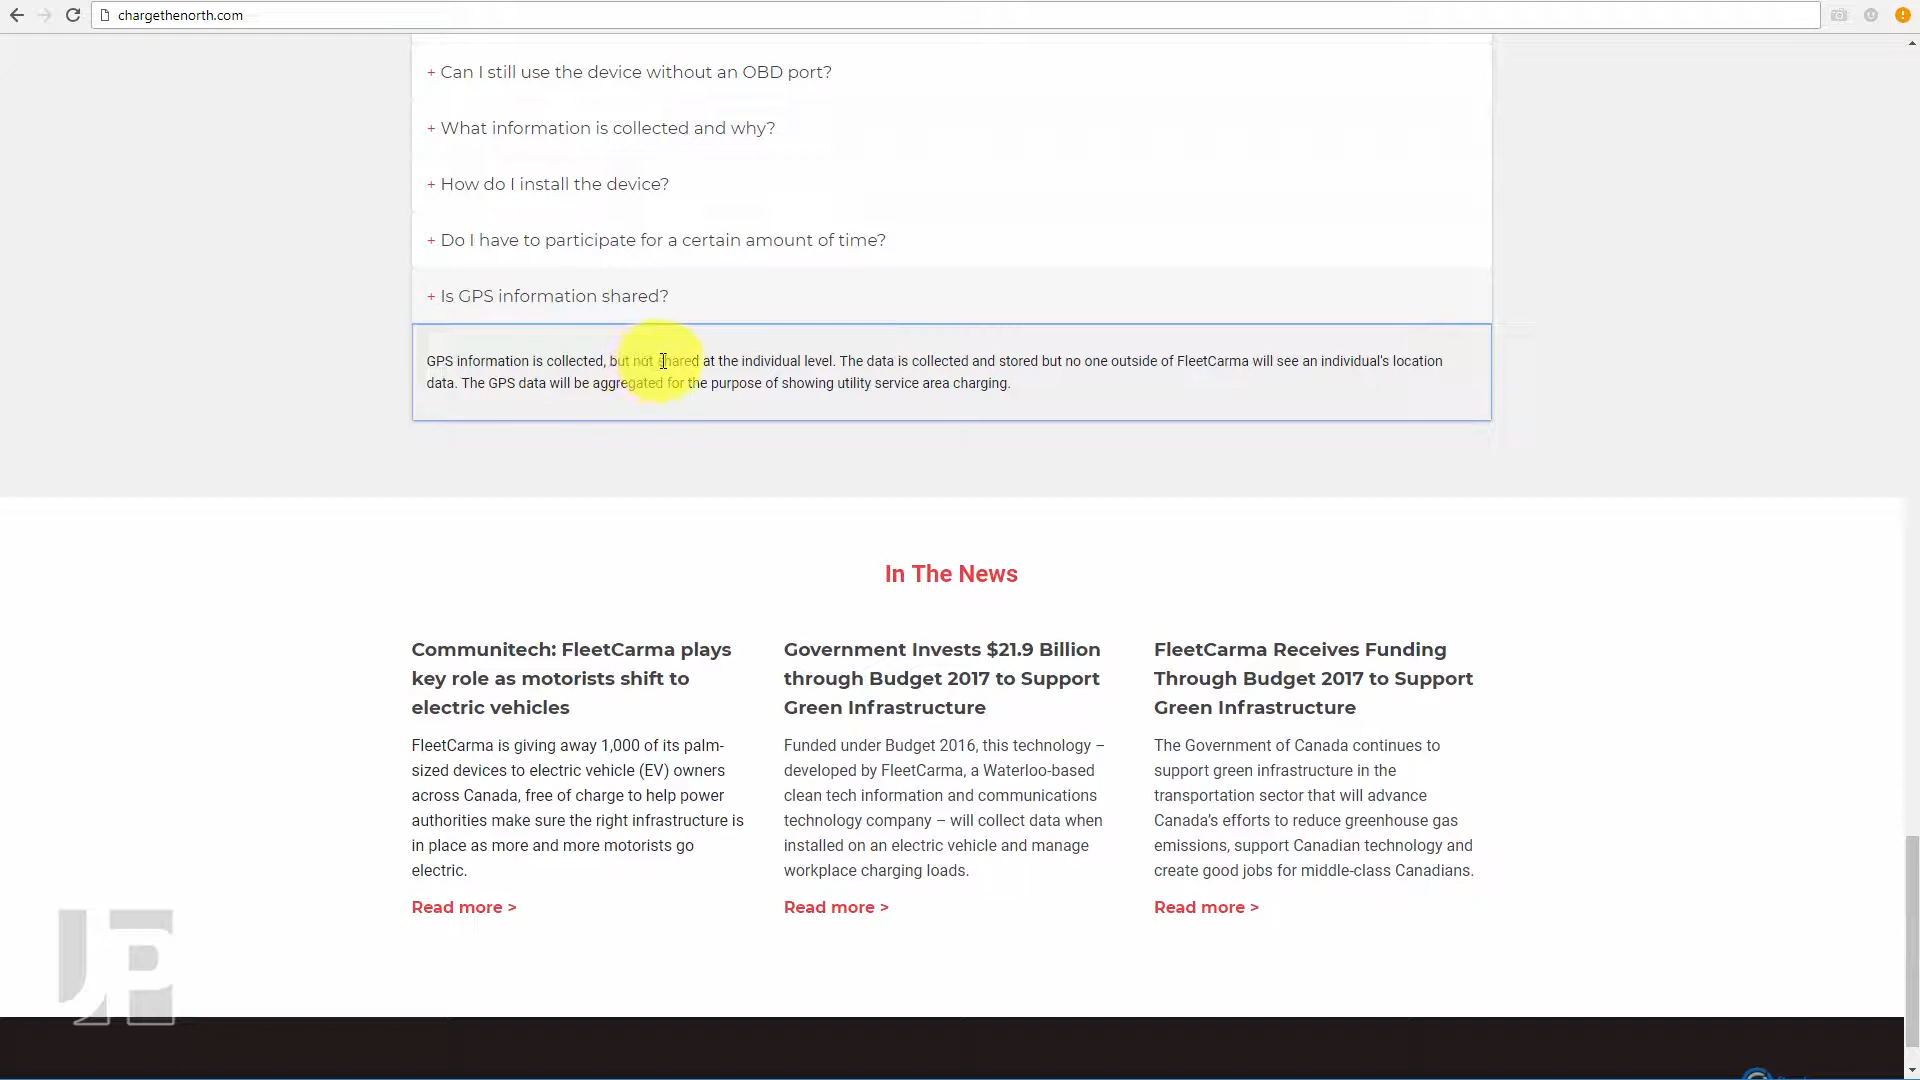 chargethenorth.com
+ Can I still use the device without an OBD port?
+ What information is collected and why?
+ How do I install the device?
+ Do I have to participate for a certain amount of time?
+ Is GPS information shared?
GPS information is collected, but not shared at the individual level. The data is collected and stored but no one outside of FleetCarma will see an individual's location
data. The GPS data will be aggregated for the purpose of showing utility service area charging.
In The News
Communitech: FleetCarma plays
key role as motorists shift to
electric vehicles
FleetCarma is giving away 1,000 of its palm-
sized devices to electric vehicle (EV) owners
across Canada, free of charge to help power
authorities make sure the right infrastructure is
in place as more and more motorists go
electric.
Read more >
Government Invests $21.9 Billion
through Budget 2017 to Support
Green Infrastructure
Funded under Budget 2016, this technology –
developed by FleetCarma, a Waterloo-based
clean tech information and communications
technology company – will collect data when
installed on an electric vehicle and manage
workplace charging loads.
Read more >
FleetCarma Receives Funding
Through Budget 2017 to Support
Green Infrastructure
The Government of Canada continues to
support green infrastructure in the
transportation sector that will advance
Canada's efforts to reduce greenhouse gas
emissions, support Canadian technology and
create good jobs for middle-class Canadians.
Read more >
JP